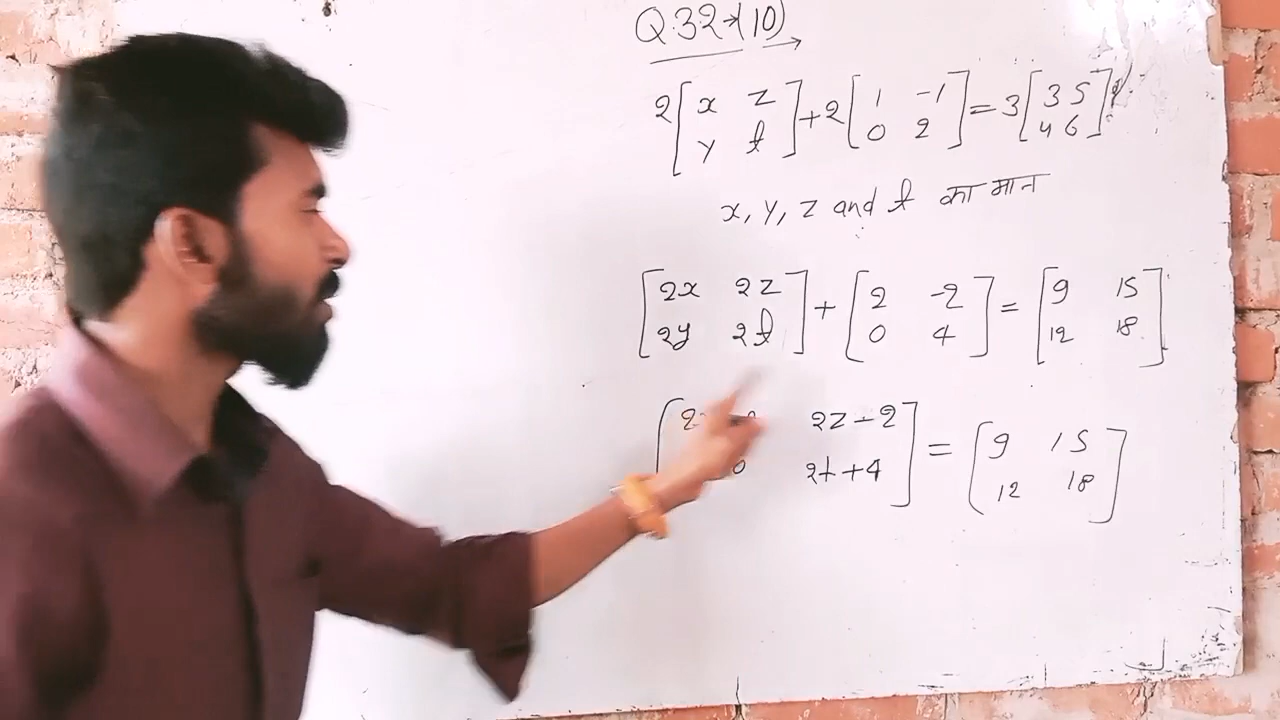 Q.32→(10)
2[x z y t]+2[1 -1 0 2]=3[3 5 4 6]
x, y, z and t का मान
[2x 2z 2y 2t]+[2 -2 0 4]=[9 15 12 18]
2z-2 0 2t+4]=[9 15 12 18]